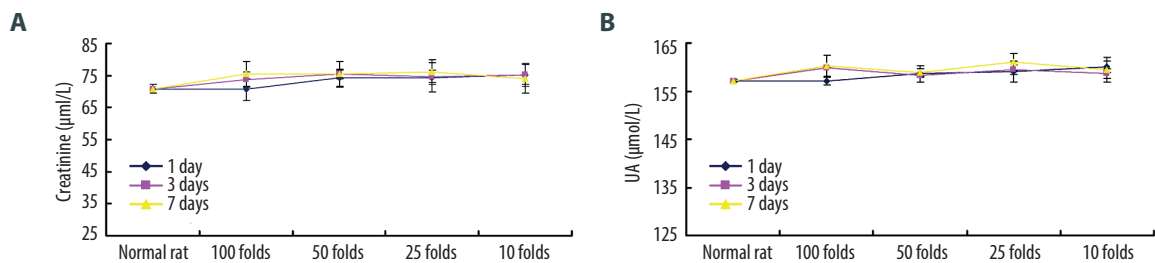 A
Creatinine (µml/L)
85
75
65
55
45
35
25
1 day
3 days
7 days
Normal rat 100 folds 50 folds 25 folds 10 folds
B
UA (µmol/L)
165
155
145
135
125
1 day
3 days
7 days
Normal rat 100 folds 50 folds 25 folds 10 folds